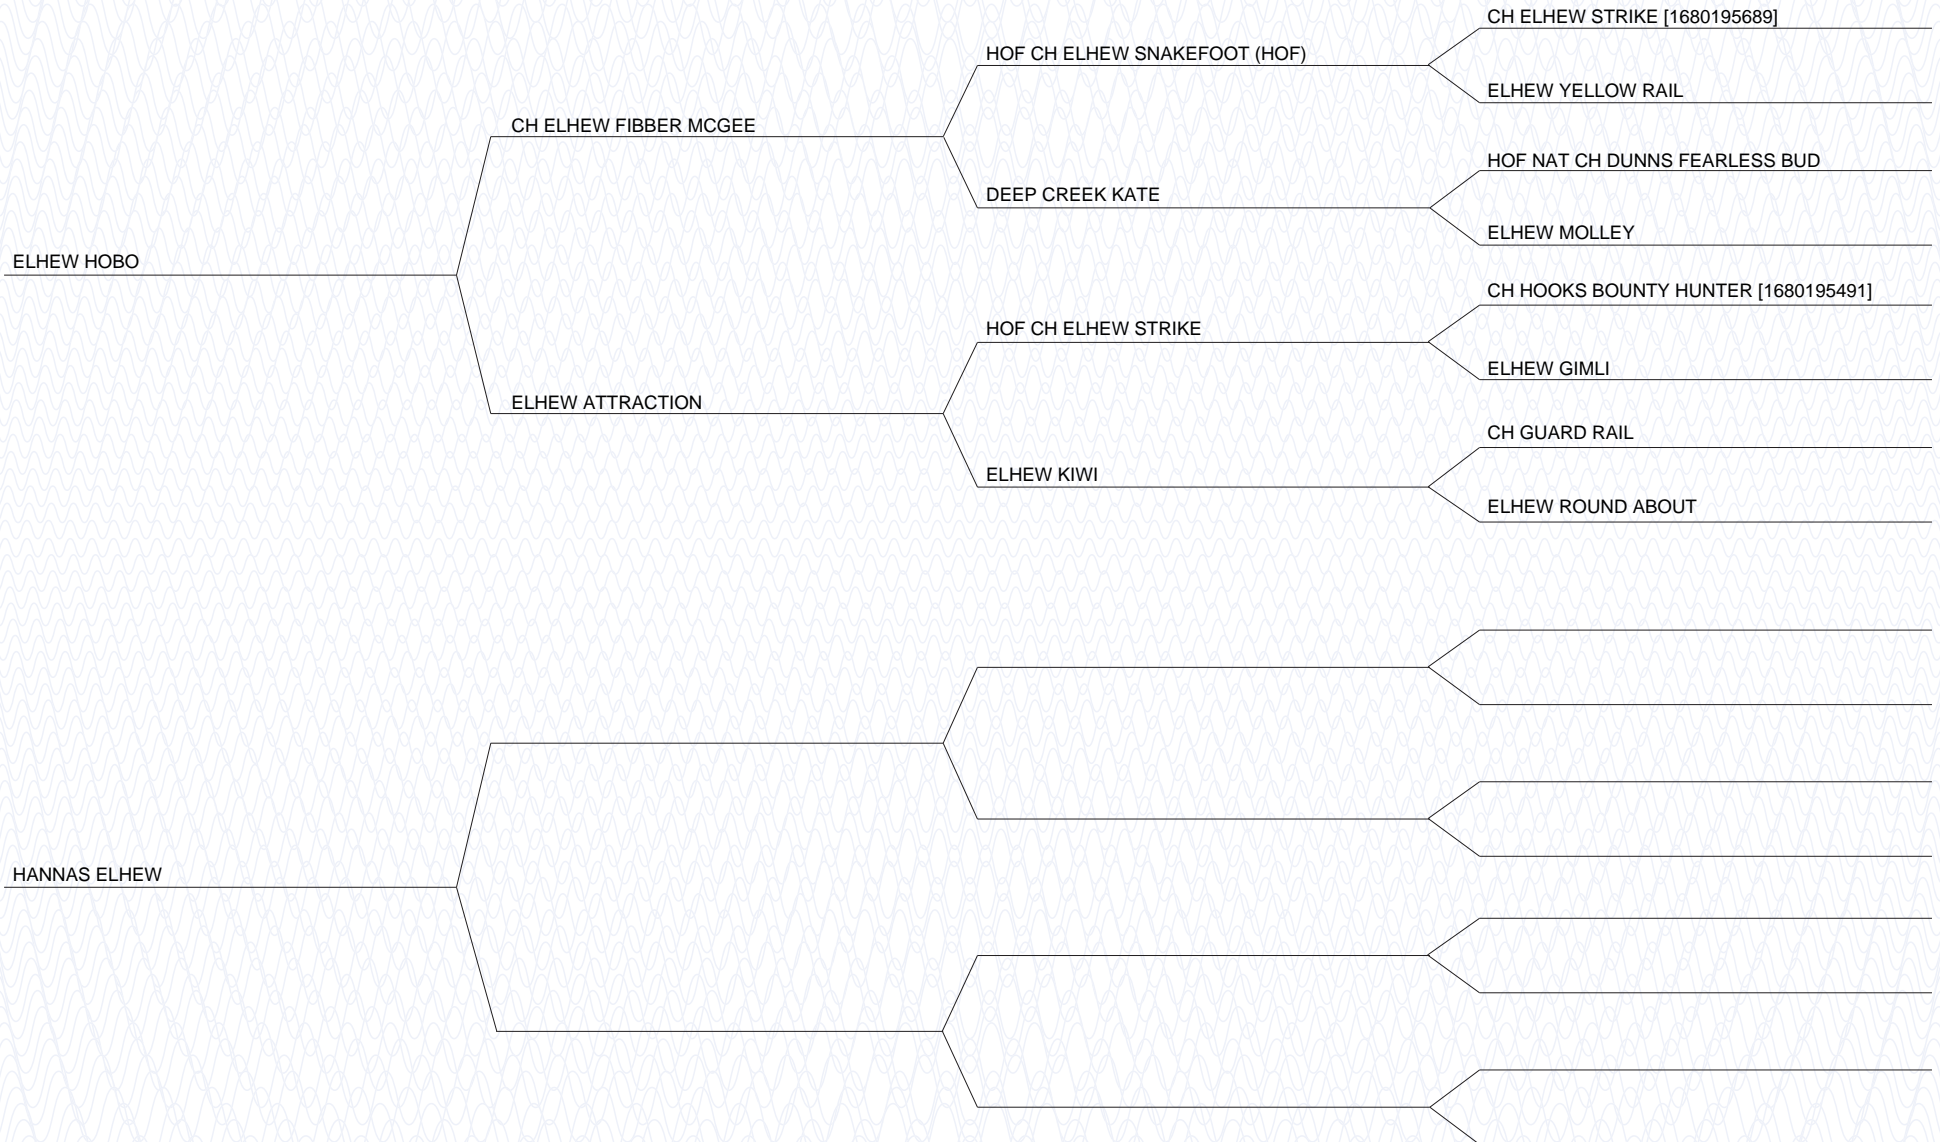 CH ELHEW STRIKE [1680195689]
HOF CH ELHEW SNAKEFOOT (HOF)
ELHEW YELLOW RAIL
CH ELHEW FIBBER MCGEE
HOF NAT CH DUNNS FEARLESS BUD
DEEP CREEK KATE
ELHEW MOLLEY
ELHEW HOBO
CH HOOKS BOUNTY HUNTER [1680195491]
HOF CH ELHEW STRIKE
ELHEW GIMLI
ELHEW ATTRACTION
CH GUARD RAIL
ELHEW KIWI
ELHEW ROUND ABOUT
HANNAS ELHEW